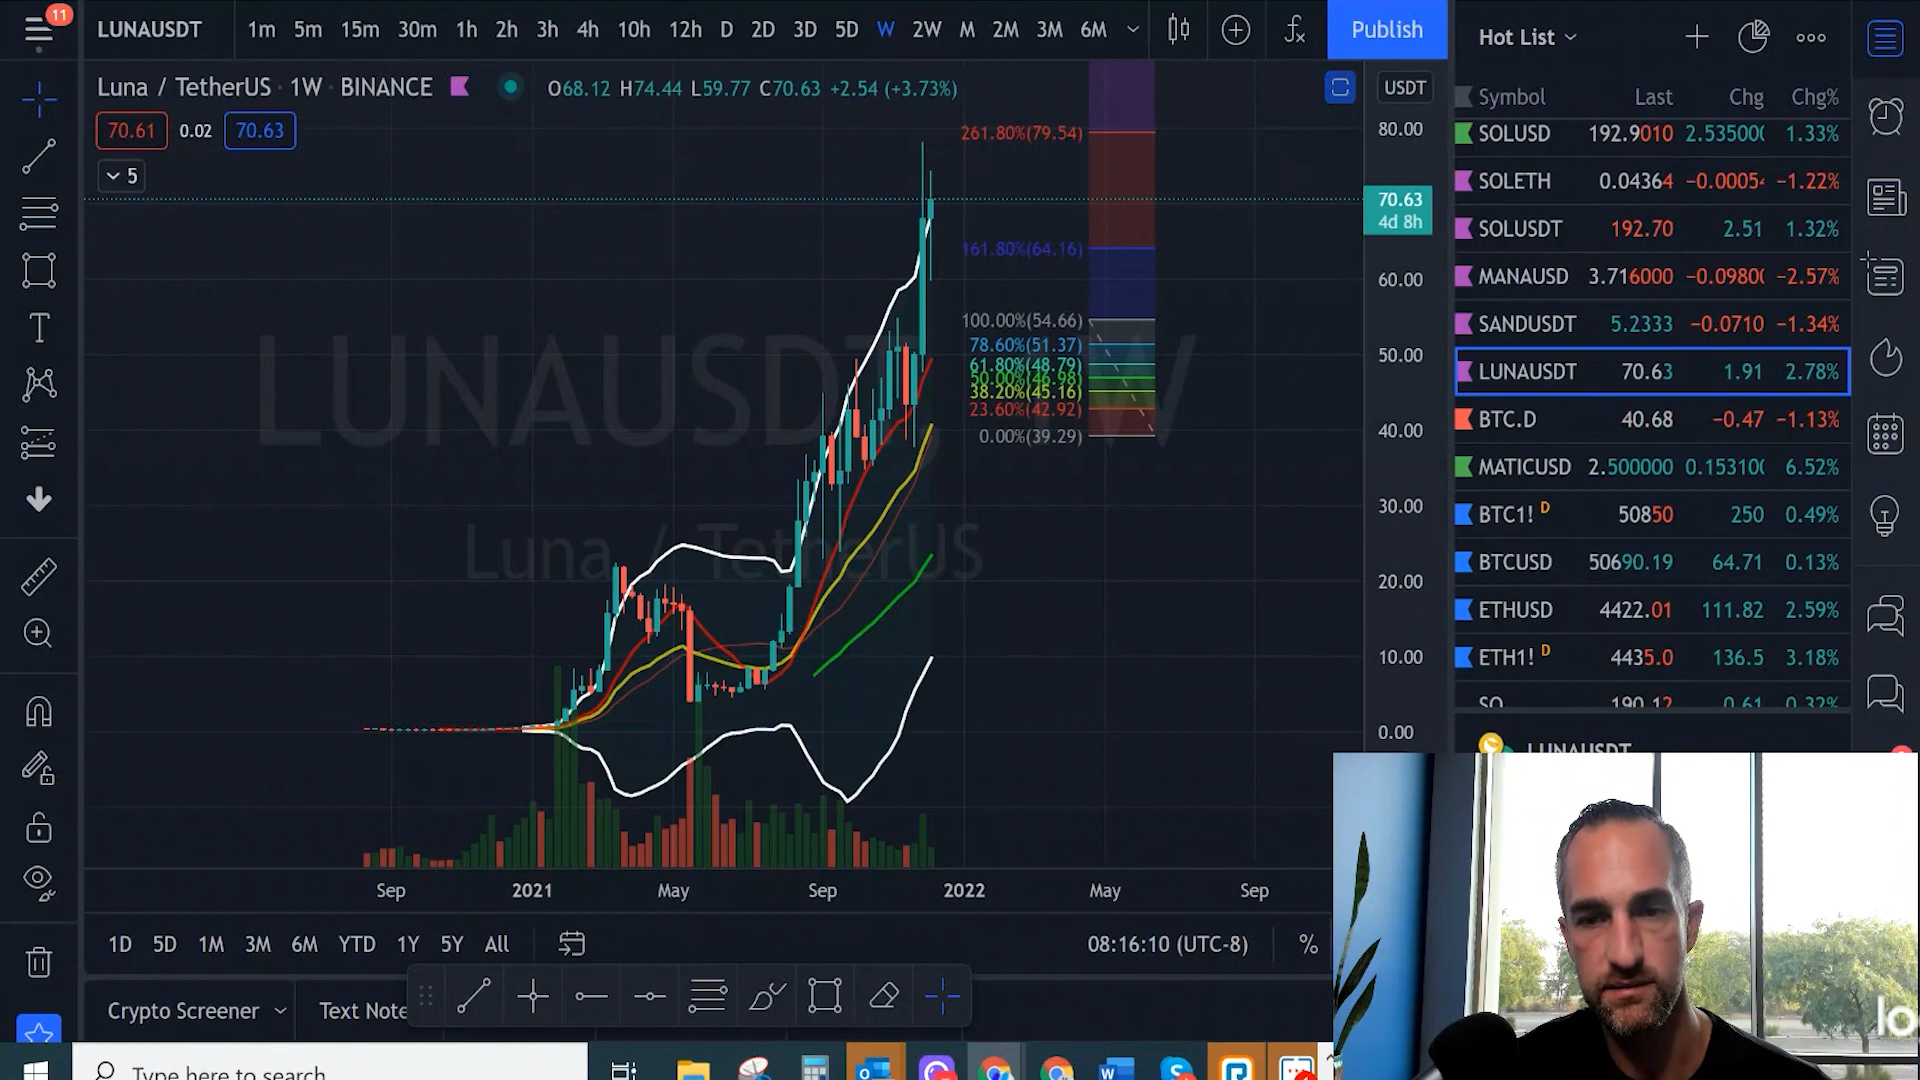 11
LUNAUSDT 1m 5m 15m 30m 1h 2h 3h 4h 10h 12h D 2D 3D 5D W 2W M 2M 3M 6M Publish
Luna / TetherUS · 1W · BINANCE O68.12 H74.44 L59.77 C70.63 +2.54 (+3.73%) USDT
70.61 0.02 70.63
5
261.80%(79.54)
161.80%(64.16)
100.00%(54.66)
78.60%(51.37)
61.80%(48.79)
50.00%(46.98)
38.20%(45.16)
23.60%(42.92)
0.00%(39.29)
LUNAUSDT, 1W
Luna / TetherUS
80.00
70.63
4d 8h
60.00
50.00
40.00
30.00
20.00
10.00
0.00
Sep 2021 May Sep 2022 May Sep
1D 5D 1M 3M 6M YTD 1Y 5Y All 08:16:10 (UTC-8) %
Crypto Screener Text Note
Type here to search
Hot List
Symbol Last Chg Chg%
SOLUSD 192.9010 2.53500 1.33%
SOLETH 0.04364 −0.0005 −1.22%
SOLUSDT 192.70 2.51 1.32%
MANAUSD 3.716000 −0.0980 −2.57%
SANDUSDT 5.2333 −0.0710 −1.34%
LUNAUSDT 70.63 1.91 2.78%
BTC.D 40.68 −0.47 −1.13%
MATICUSD 2.500000 0.15310 6.52%
BTC1! D 50850 250 0.49%
BTCUSD 50690.19 64.71 0.13%
ETHUSD 4422.01 111.82 2.59%
ETH1! D 4435.0 136.5 3.18%
SQ 190.12 0.61 0.32%
LUNAUSDT
lo